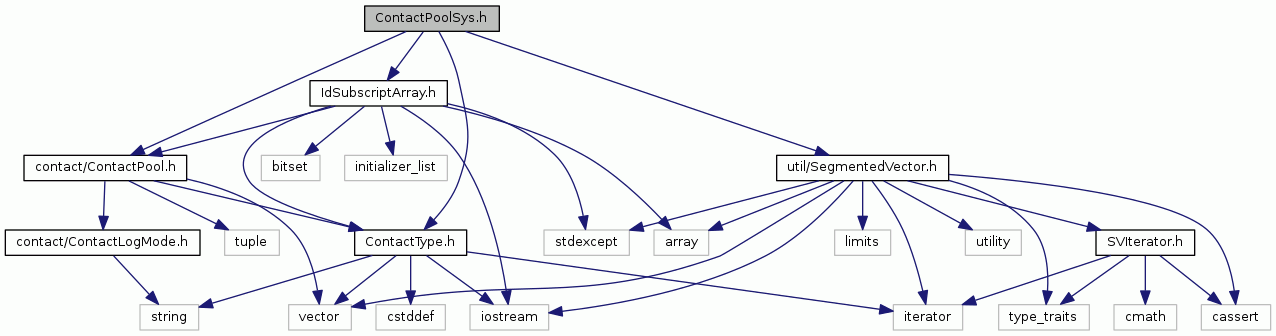 ContactPoolSys.h
IdSubscriptArray.h
contact/ContactPool.h
bitset
initializer_list
util/SegmentedVector.h
contact/ContactLogMode.h
tuple
ContactType.h
stdexcept
array
limits
utility
SVIterator.h
string
vector
cstddef
iostream
iterator
type_traits
cmath
cassert